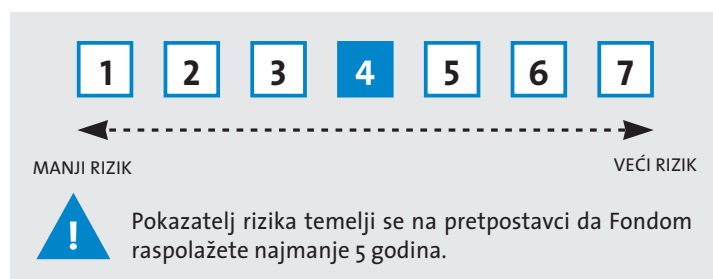 1 2 3 4 5 6 7
MANJI RIZIK VEĆI RIZIK
! Pokazatelj rizika temelji se na pretpostavci da Fondom
raspolažete najmanje 5 godina.